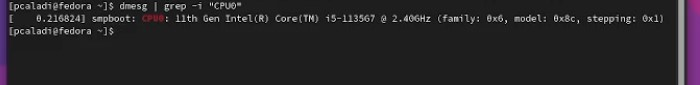 [pcaladi@fedora ~]$ dmesg | grep -i "CPU0"
[    0.216824] smpboot: CPU0: 11th Gen Intel(R) Core(TM) i5-1135G7 @ 2.40GHz (family: 0x6, model: 0x8c, stepping: 0x1)
[pcaladi@fedora ~]$